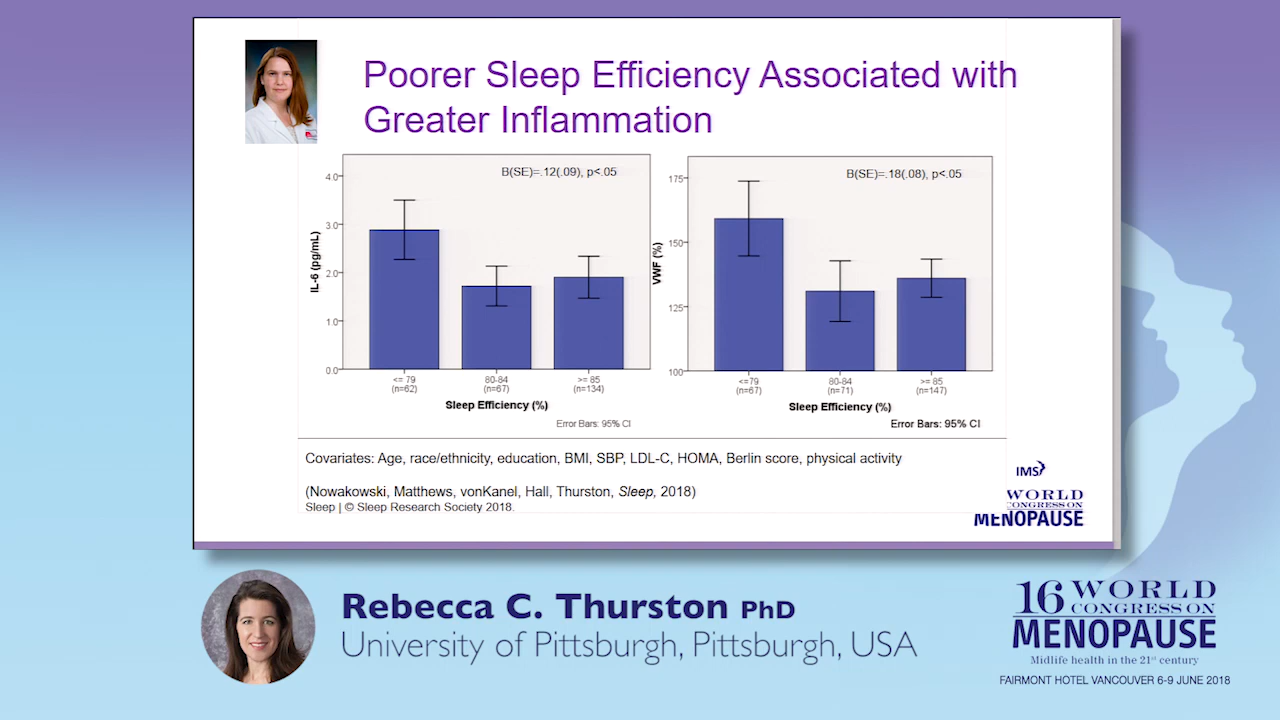 Poorer Sleep Efficiency Associated with
Greater Inflammation
B(SE)=.12(.09), p<.05
4.0
3.0
2.0
1.0
0.0
IL-6 (pg/mL)
<= 79
(n=62)
80-84
(n=67)
>= 85
(n=134)
Sleep Efficiency (%)
Error Bars: 95% CI
B(SE)=.18(.08), p<.05
175
150
125
100
VWF (%)
<=79
(n=67)
80-84
(n=71)
>= 85
(n=147)
Sleep Efficiency (%)
Error Bars: 95% CI
Covariates: Age, race/ethnicity, education, BMI, SBP, LDL-C, HOMA, Berlin score, physical activity
(Nowakowski, Matthews, vonKanel, Hall, Thurston, Sleep, 2018)
Sleep | © Sleep Research Society 2018.
IMS
WORLD
CONGRESS ON
MENOPAUSE
Rebecca C. Thurston PhD
University of Pittsburgh, Pittsburgh, USA
16 WORLD
CONGRESS ON
MENOPAUSE
Midlife health in the 21st century
FAIRMONT HOTEL VANCOUVER 6-9 JUNE 2018